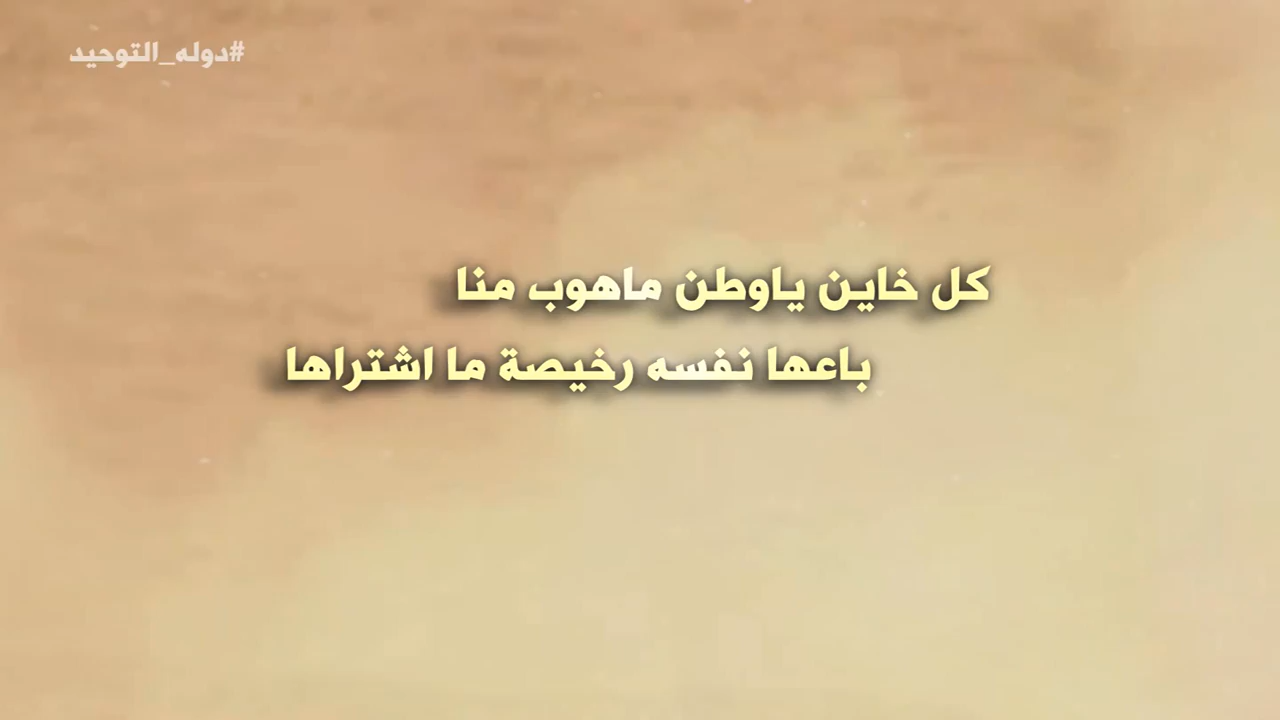 #دوله_التوحيد
كل خاين ياوطن ماهوب منا
باعها نفسه رخيصة ما اشتراها